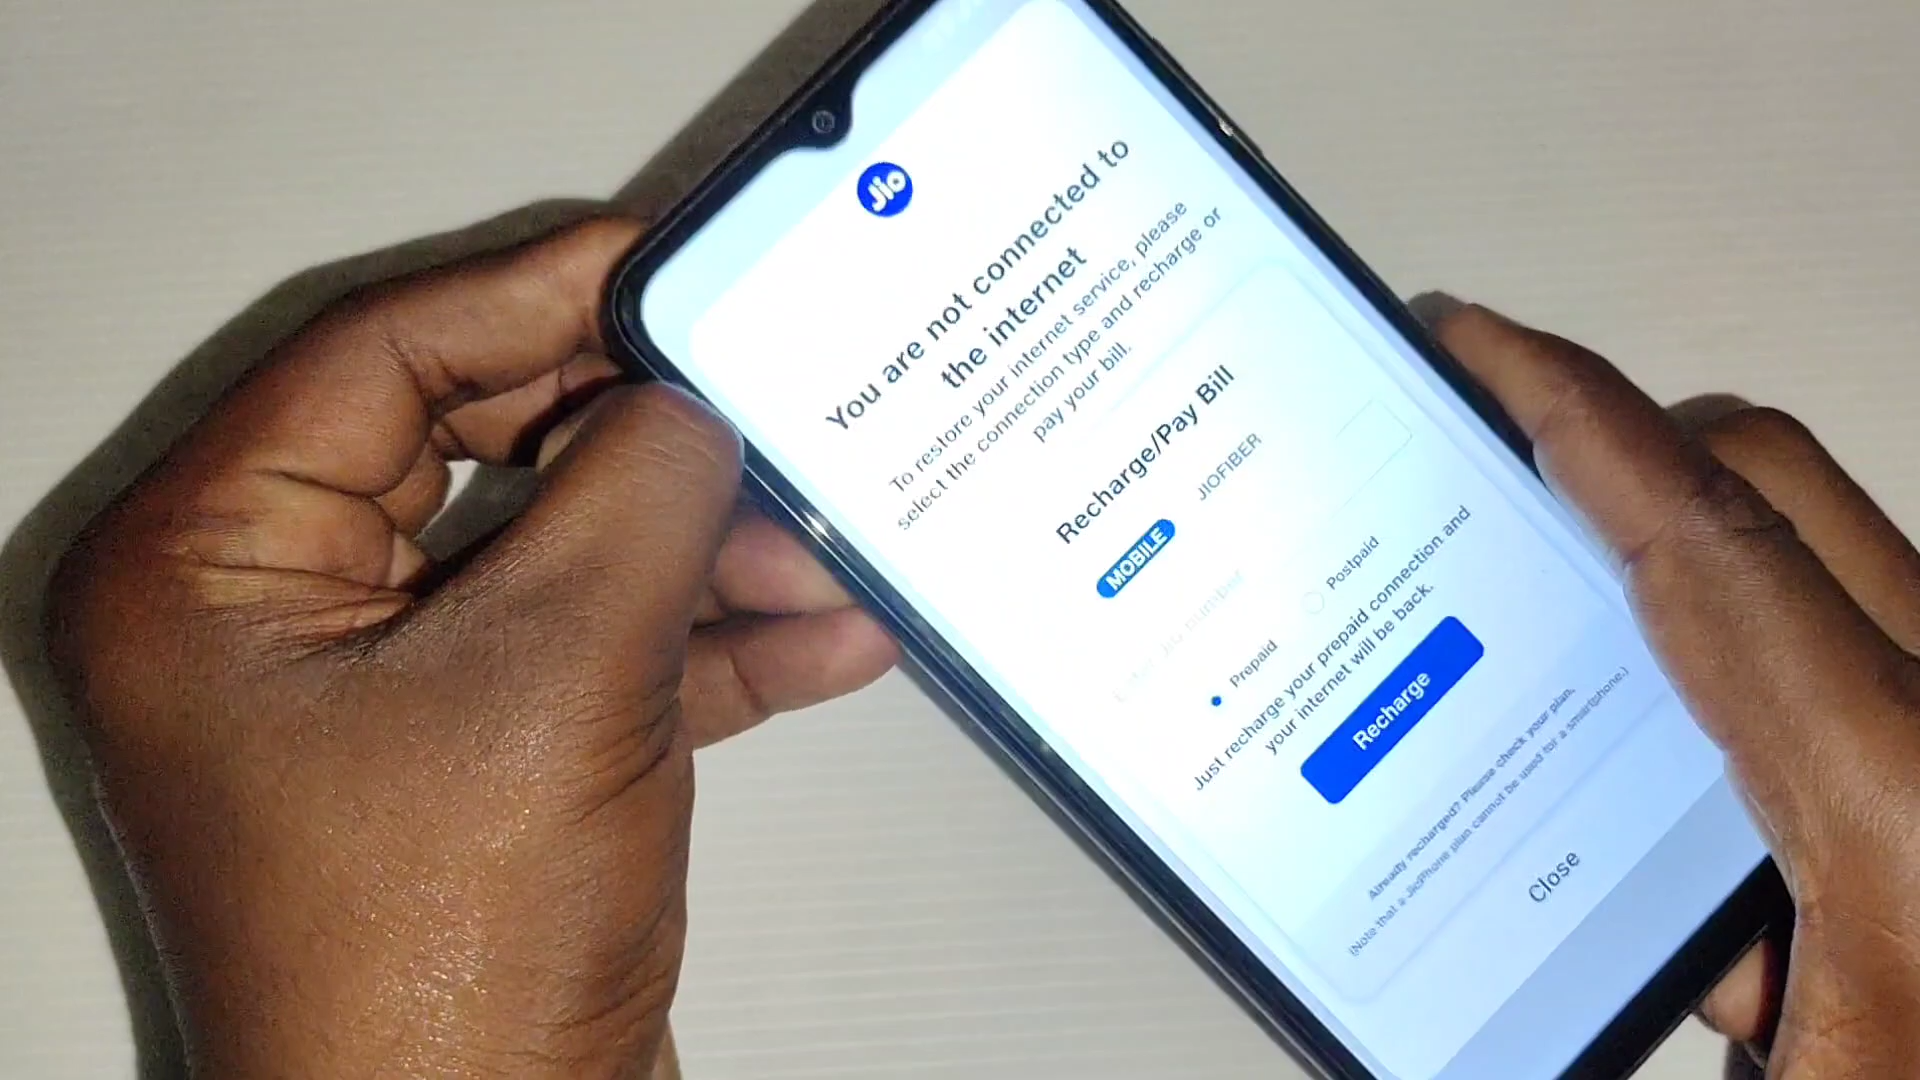 Jio
You are not connected to
the internet
To restore your internet service, please
select the connection type and recharge or
pay your bill.
Recharge/Pay Bill
MOBILE JIOFIBER
Enter Jio number
Prepaid Postpaid
Just recharge your prepaid connection and
your internet will be back.
Recharge
Already recharged? Please check your plan.
(Note that a JioPhone plan cannot be used for a smartphone.)
Close